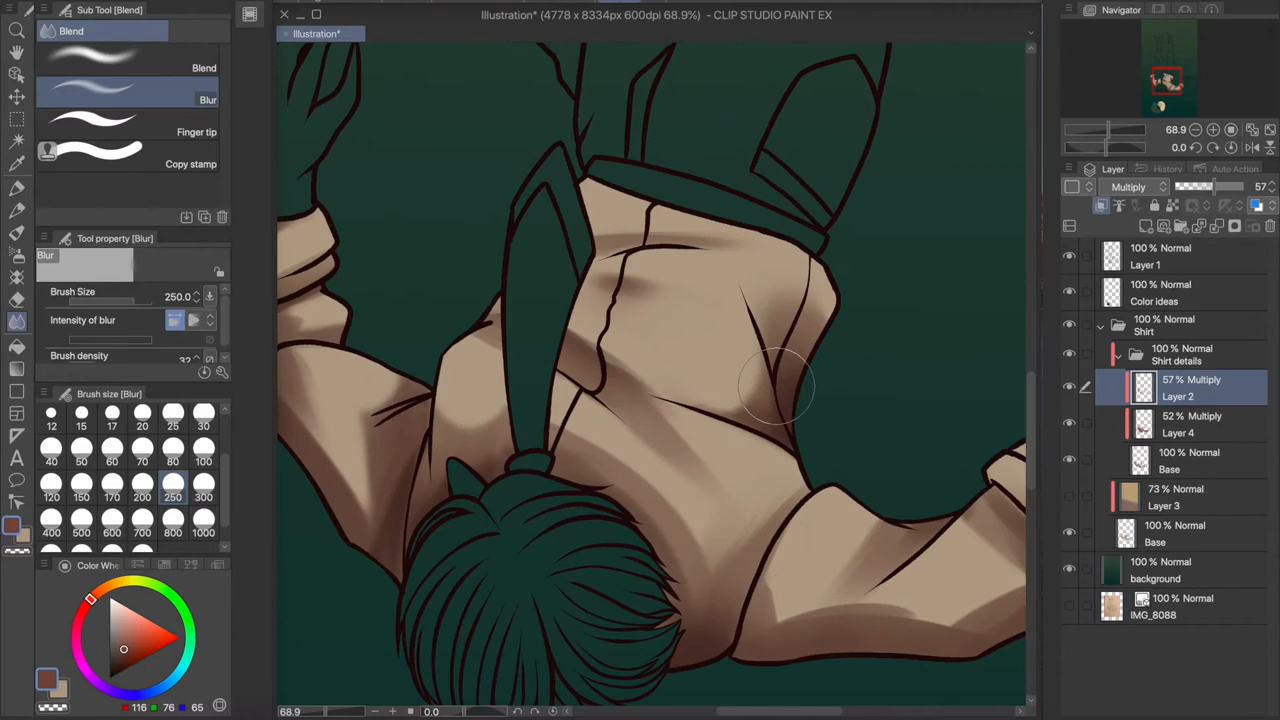 Sub Tool [Blend]
Blend
Blend
Blur
Finger tip
Copy stamp
Tool property [Blur]
Blur
Brush Size 250.0
Intensity of blur
Brush density 32
Brush size [Blur]
12 15 17 20 25 30
40 50 60 70 80 100
120 150 170 200 250 300
400 500 600 700 800 1000
Color Whe
116 76 65
Illustration* (4778 x 8334px 600dpi 68.9%) - CLIP STUDIO PAINT EX
Illustration*
68.9 0.0
Navigator
68.9
0.0
Layer History Auto Action
Multiply 57
100 % Normal
Layer 1
100 % Normal
Color ideas
100 % Normal
Shirt
100 % Normal
Shirt details
57 % Multiply
Layer 2
52 % Multiply
Layer 4
100 % Normal
Base
73 % Normal
Layer 3
100 % Normal
Base
100 % Normal
background
100 % Normal
IMG_8088